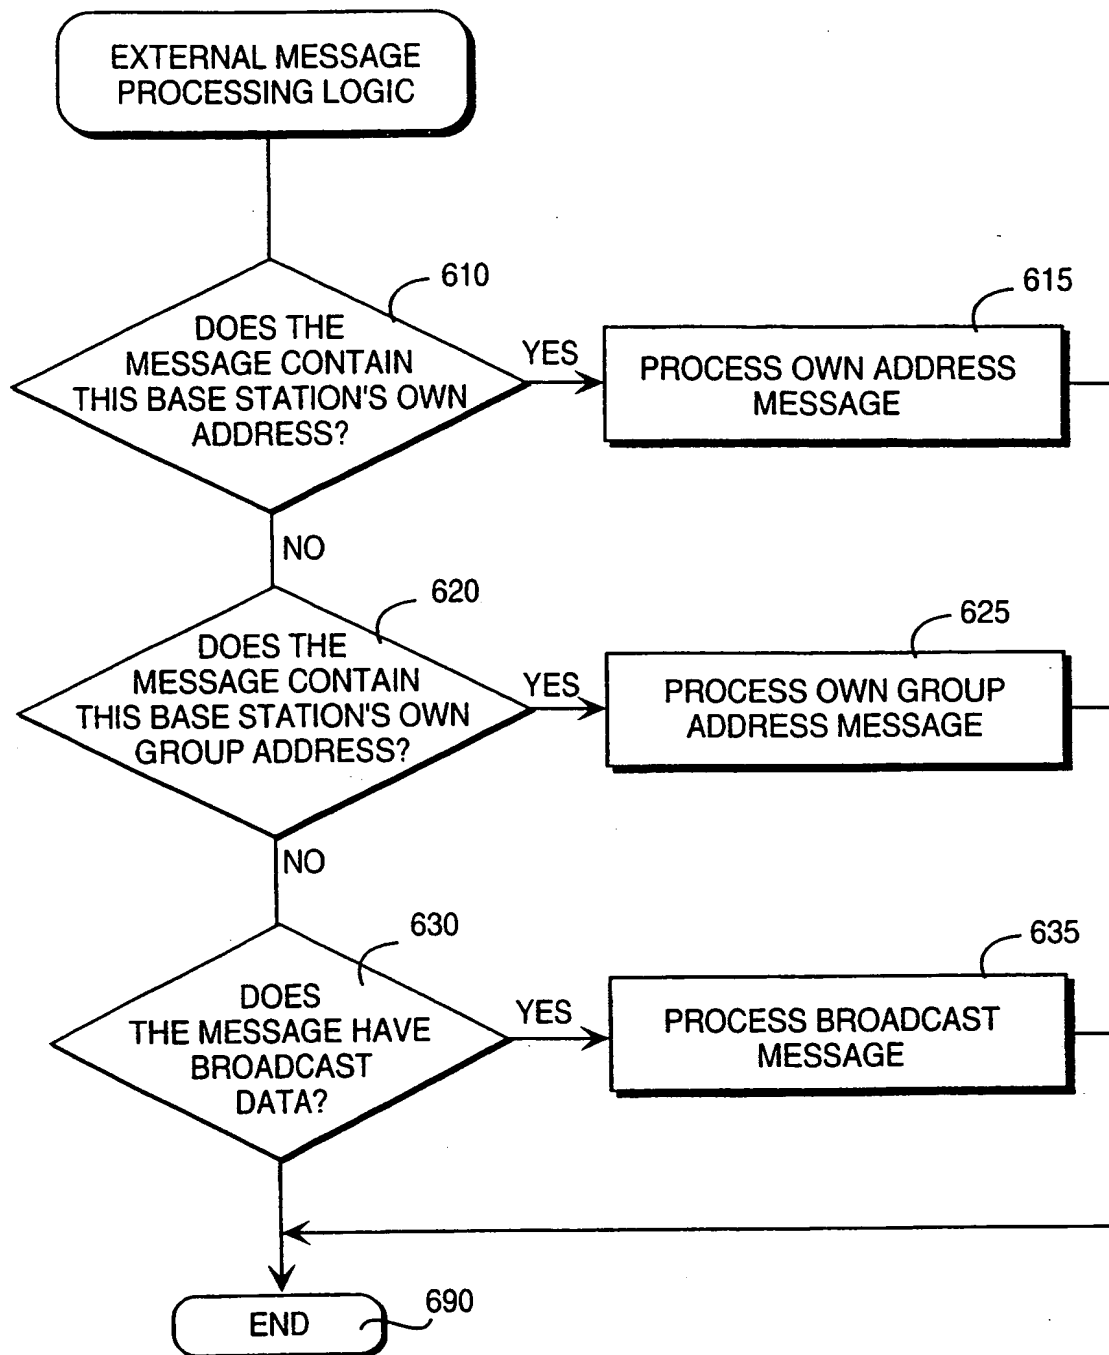 EXTERNAL MESSAGE
PROCESSING LOGIC
610
DOES THE
MESSAGE CONTAIN
THIS BASE STATION'S OWN
ADDRESS?
YES
615
PROCESS OWN ADDRESS
MESSAGE
NO
620
DOES THE
MESSAGE CONTAIN
THIS BASE STATION'S OWN
GROUP ADDRESS?
YES
625
PROCESS OWN GROUP
ADDRESS MESSAGE
NO
630
DOES
THE MESSAGE HAVE
BROADCAST
DATA?
YES
635
PROCESS BROADCAST
MESSAGE
END
690